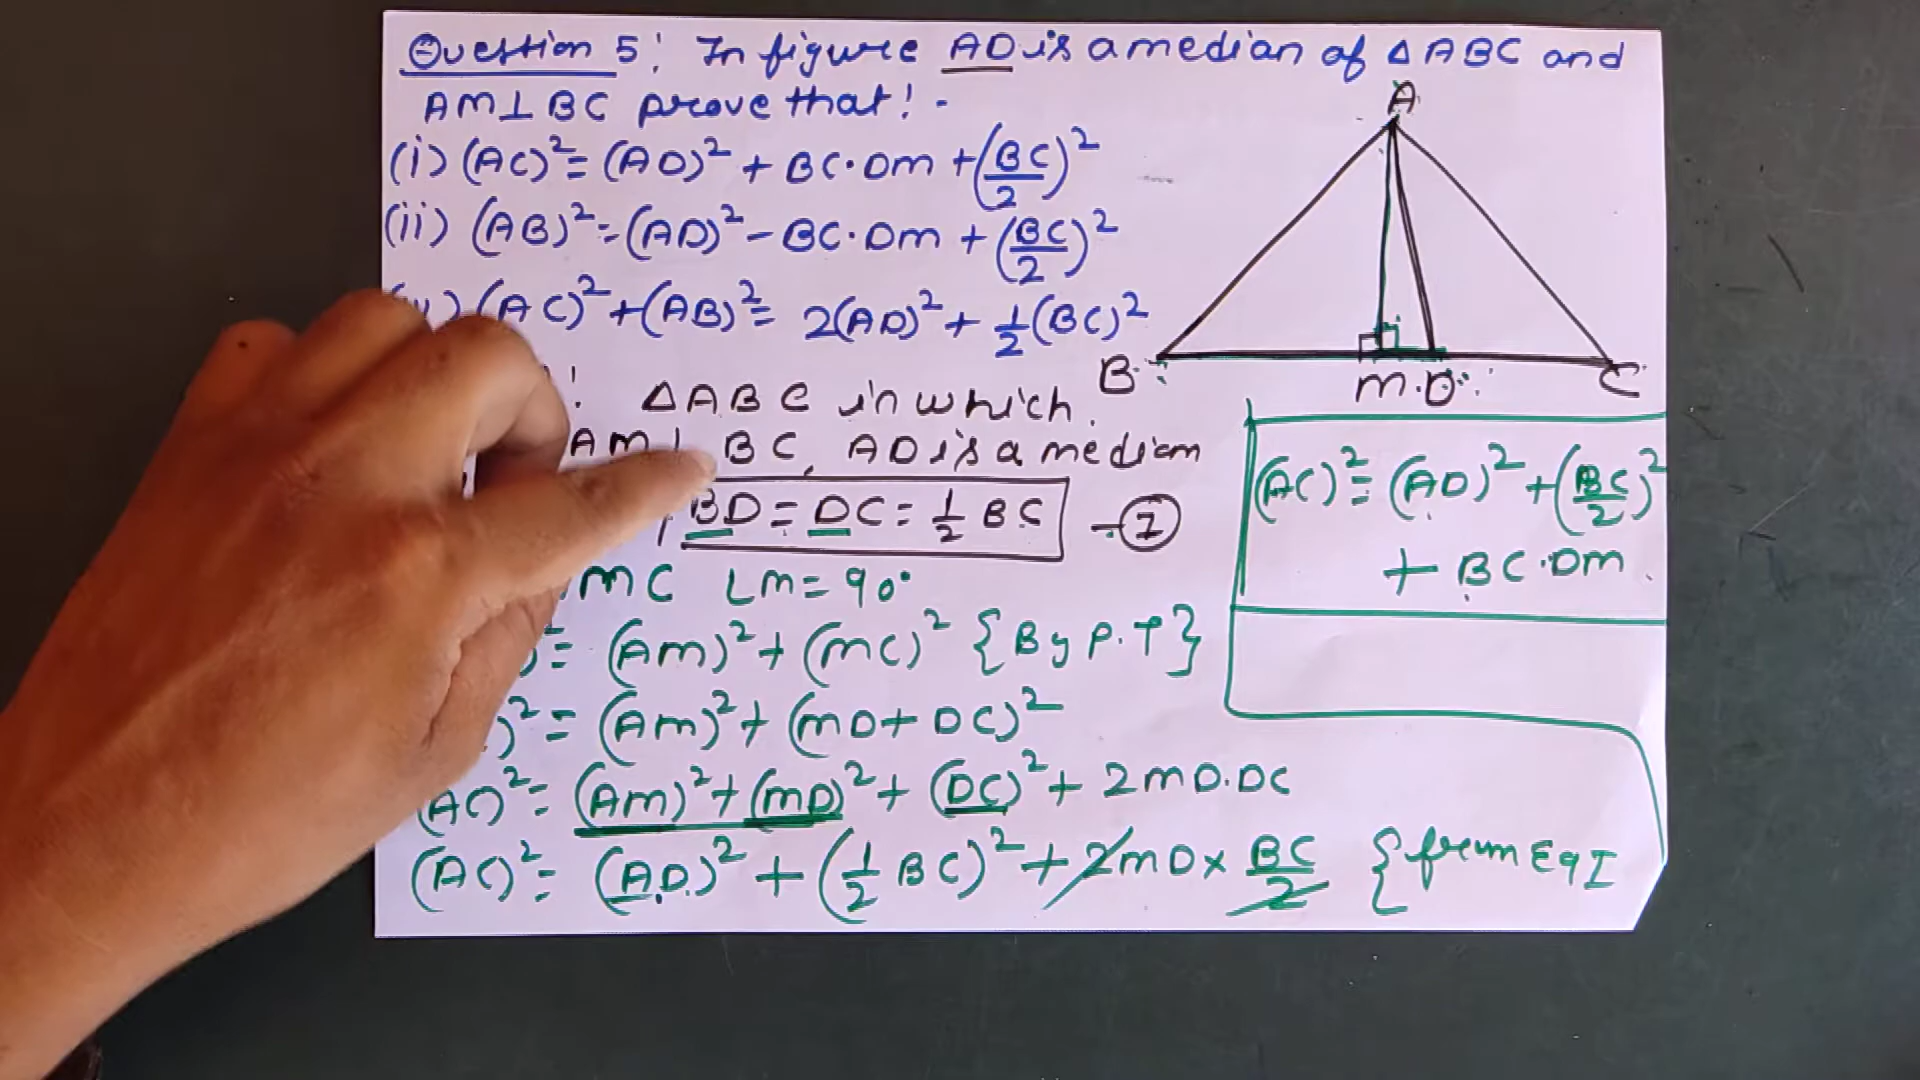 Question 5: In figure AD is a median of △ABC and
AM⊥BC prove that:-
(i) (AC)²=(AD)² + BC·DM +(BC/2)²
(ii) (AB)²=(AD)²-BC·DM +(BC/2)²
(AC)²+(AB)²= 2(AD)²+ 1/2(BC)²
: △ABC in which
AM⊥BC, AD is a median
BD=DC=1/2 BC -①
MC ∠M=90°
)²= (AM)²+(MC)² {By P.T}
)²= (AM)²+(MD+DC)²
(AC)²= (AM)²+(MD)²+(DC)²+2MD.DC
(AC)²= (AD)²+(1/2 BC)²+2MD×BC/2 {from Eq I
A
B
M
D
C
(AC)²=(AD)²+(BC/2)²
+ BC·DM